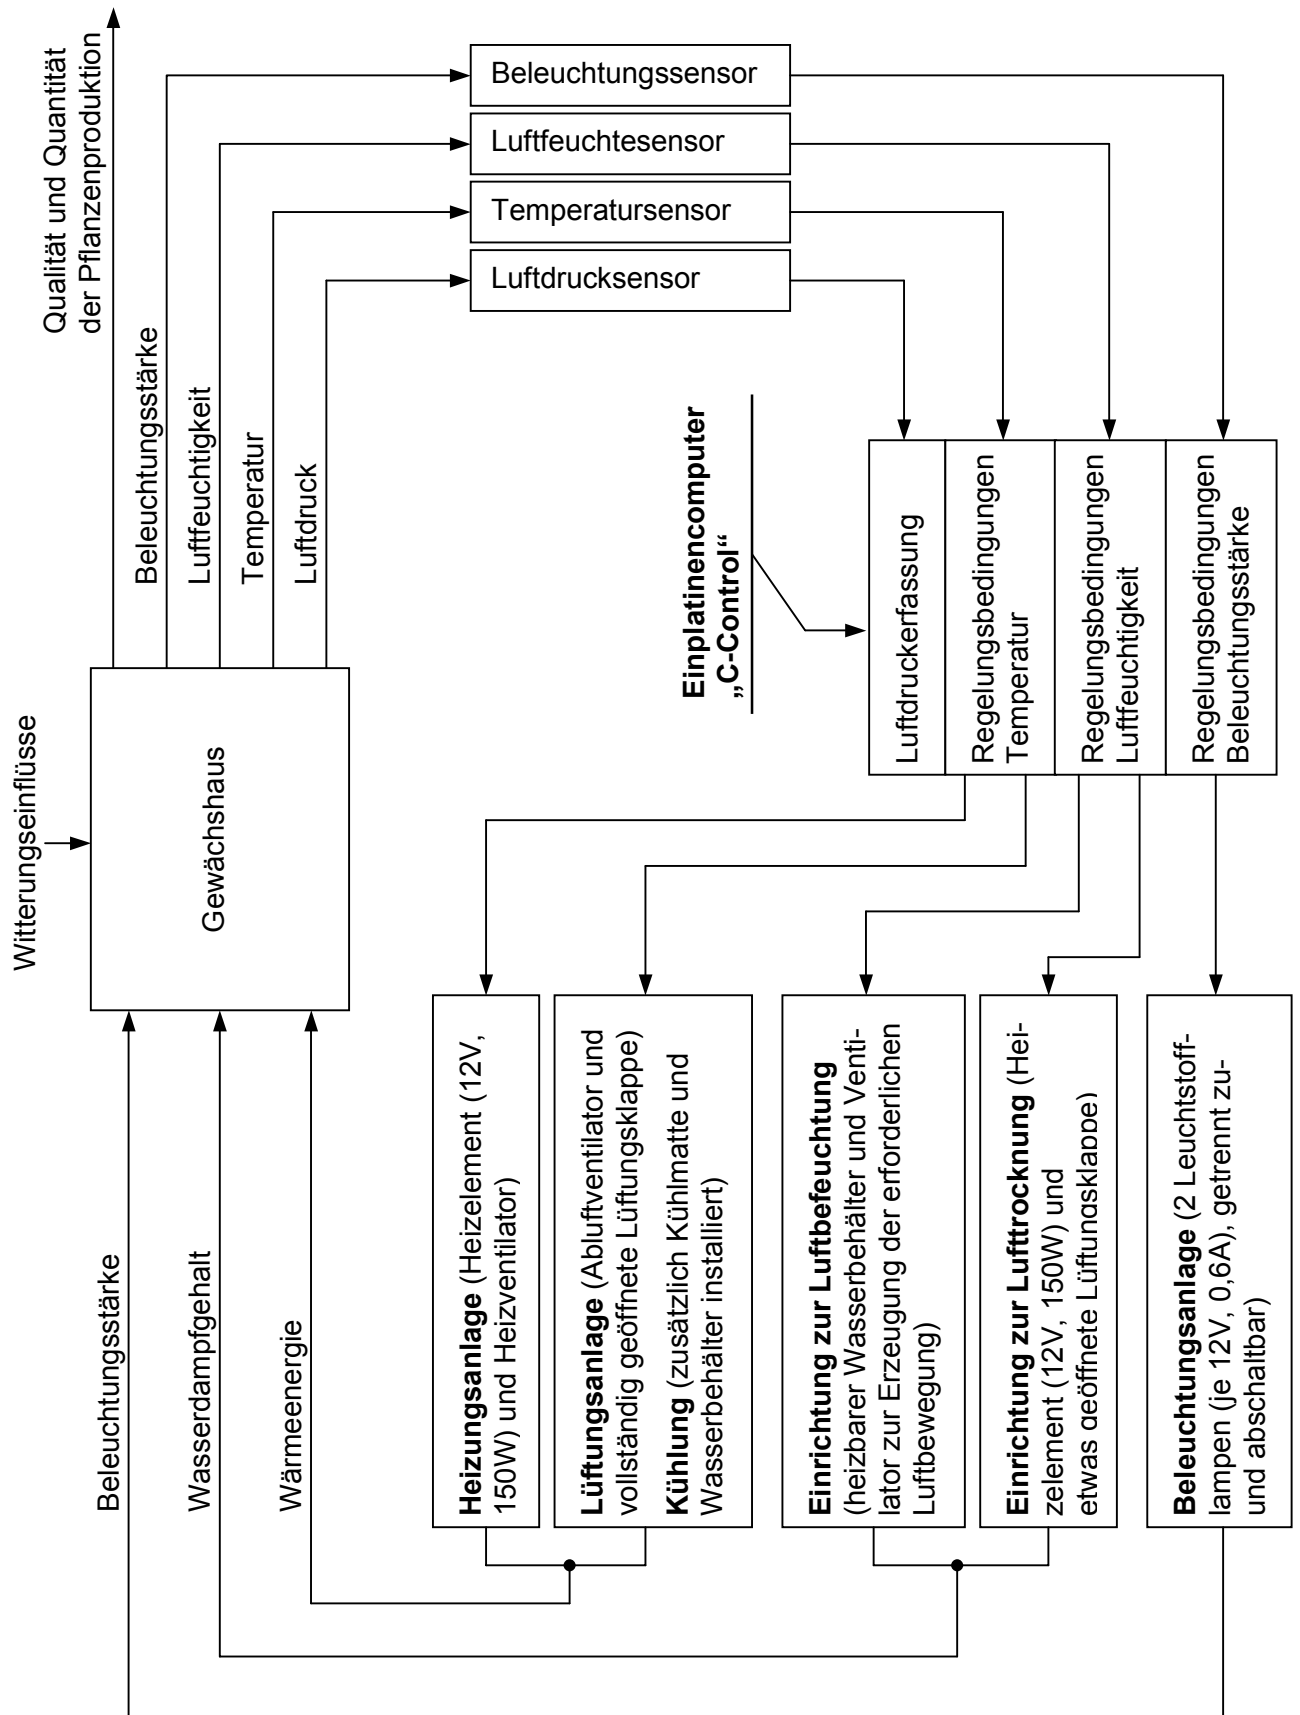 Qualität und Quantität
der Pflanzenproduktion
Beleuchtungsstärke
Luftfeuchtigkeit
Temperatur
Luftdruck
Beleuchtungssensor
Luftfeuchtesensor
Temperatursensor
Luftdrucksensor
Witterungseinflüsse
Gewächshaus
Einplatinencomputer
„C-Control“
Luftdruckerfassung
Regelungsbedingungen
Temperatur
Regelungsbedingungen
Luftfeuchtigkeit
Regelungsbedingungen
Beleuchtungsstärke
Beleuchtungsstärke
Wasserdampfgehalt
Wärmeenergie
Heizungsanlage (Heizelement (12V,
150W) und Heizventilator)
Lüftungsanlage (Abluftventilator und
vollständig geöffnete Lüftungsklappe)
Kühlung (zusätzlich Kühlmatte und
Wasserbehälter installiert)
Einrichtung zur Luftbefeuchtung
(heizbarer Wasserbehälter und Venti-
lator zur Erzeugung der erforderlichen
Luftbewegung)
Einrichtung zur Lufttrocknung (Hei-
zelement (12V, 150W) und
etwas geöffnete Lüftungsklappe)
Beleuchtungsanlage (2 Leuchtstoff-
lampen (je 12V, 0,6A), getrennt zu-
und abschaltbar)